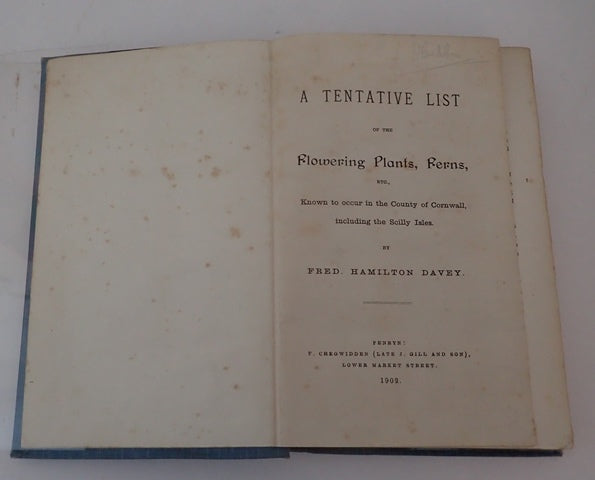 A TENTATIVE LIST
OF THE
Flowering Plants, Ferns,
ETC.,
Known to occur in the County of Cornwall,
including the Scilly Isles.
BY
FRED. HAMILTON DAVEY.
PENRYN:
F. CHEGWIDDEN (LATE J. GILL AND SON),
LOWER MARKET STREET.
1902.